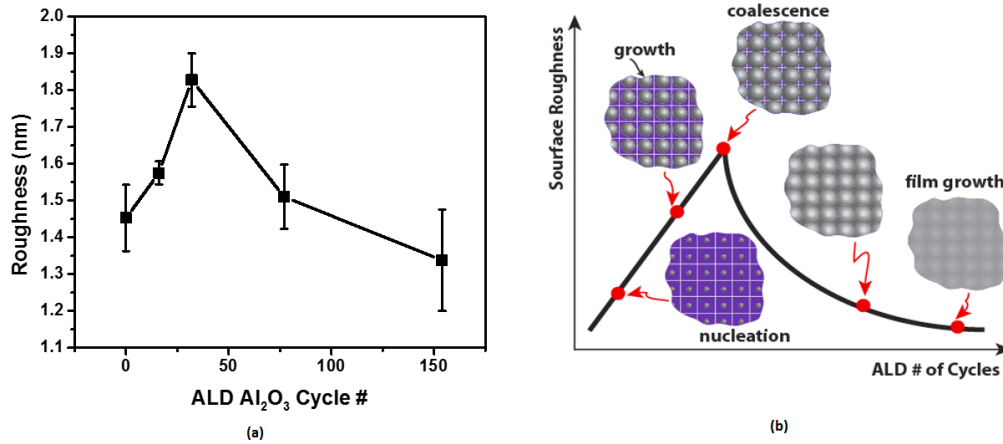 2.0
1.9
1.8
1.7
1.6
1.5
1.4
1.3
1.2
1.1
Roughness (nm)
0
50
100
150
ALD Al₂O₃ Cycle #
(a)
coalescence
growth
film growth
nucleation
Sourface Roughness
ALD # of Cycles
(b)